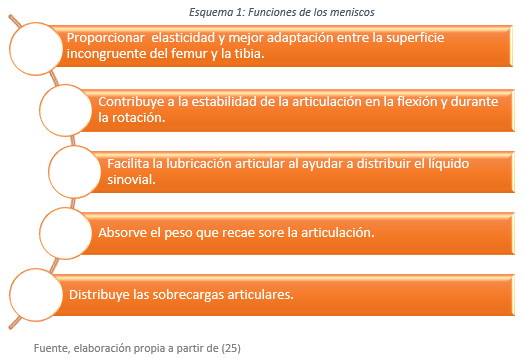 Esquema 1: Funciones de los meniscos
Proporcionar elasticidad y mejor adaptación entre la superficie
incongruente del femur y la tibia.
Contribuye a la estabilidad de la articulación en la flexión y durante
la rotación.
Facilita la lubricación articular al ayudar a distribuir el líquido
sinovial.
Absorve el peso que recae sore la articulación.
Distribuye las sobrecargas articulares.
Fuente, elaboración propia a partir de (25)